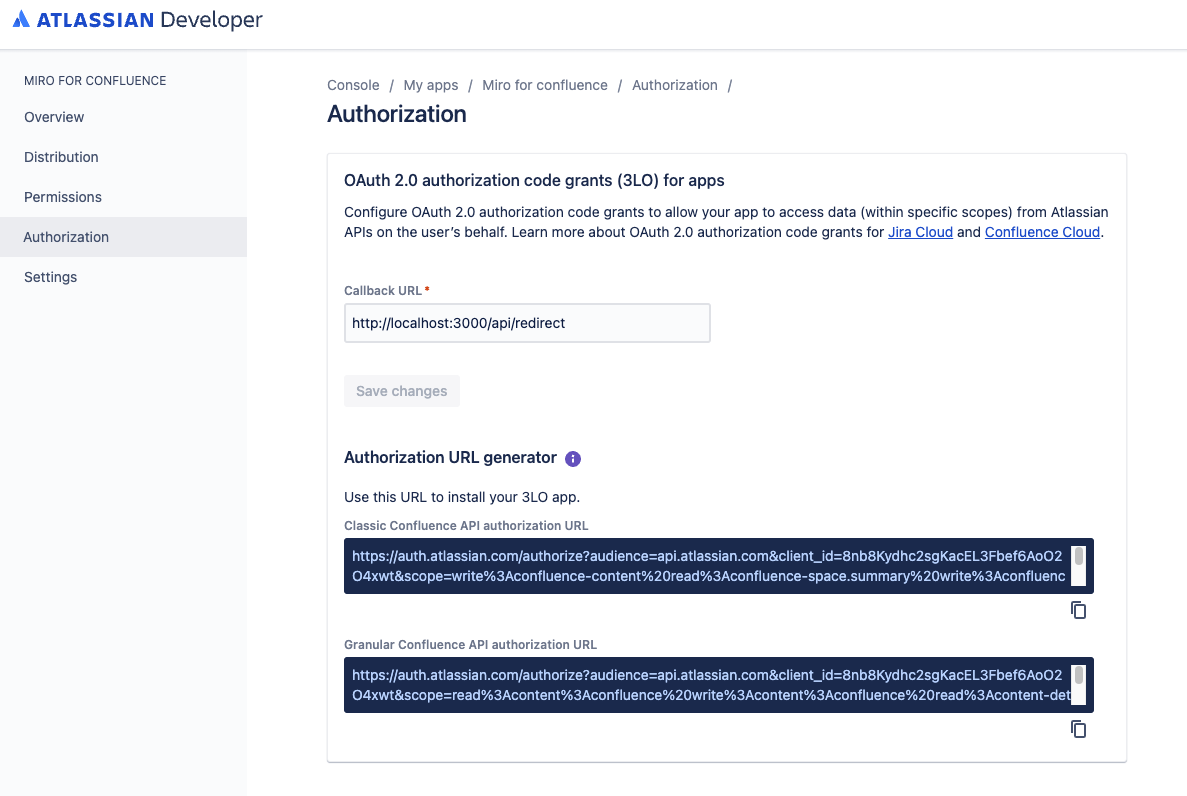 ATLASSIAN Developer
MIRO FOR CONFLUENCE
Overview
Distribution
Permissions
Authorization
Settings
Console / My apps / Miro for confluence / Authorization /
Authorization
OAuth 2.0 authorization code grants (3LO) for apps
Configure OAuth 2.0 authorization code grants to allow your app to access data (within specific scopes) from Atlassian
APIs on the user’s behalf. Learn more about OAuth 2.0 authorization code grants for Jira Cloud and Confluence Cloud.
Callback URL *
http://localhost:3000/api/redirect
Save changes
Authorization URL generator
Use this URL to install your 3LO app.
Classic Confluence API authorization URL
https://auth.atlassian.com/authorize?audience=api.atlassian.com&client_id=8nb8Kydhc2sgKacEL3Fbef6AoO2
O4xwt&scope=write%3Aconfluence-content%20read%3Aconfluence-space.summary%20write%3Aconfluenc
Granular Confluence API authorization URL
https://auth.atlassian.com/authorize?audience=api.atlassian.com&client_id=8nb8Kydhc2sgKacEL3Fbef6AoO2
O4xwt&scope=read%3Acontent%3Aconfluence%20write%3Acontent%3Aconfluence%20read%3Acontent-det